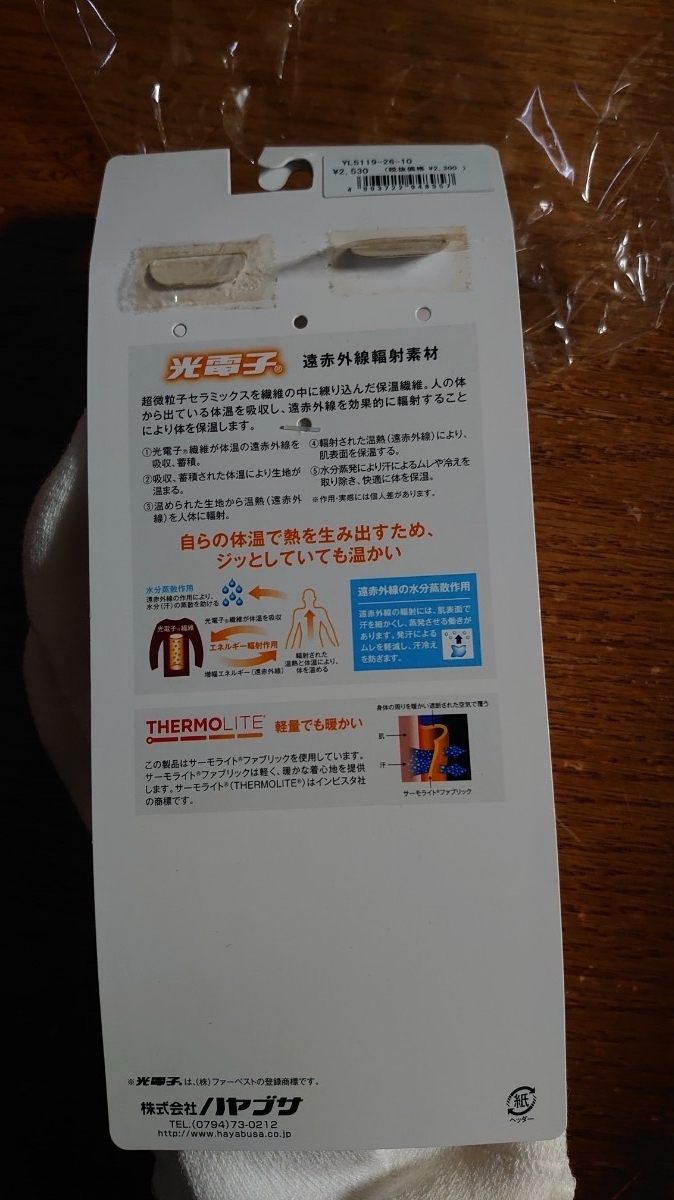 YL5119-26-10
¥2,530 (税抜価格 ¥2,300)
光電子® 遠赤外線輻射素材
超微粒子セラミックスを繊維の中に練り込んだ保温繊維。人の体
から出ている体温を吸収し、遠赤外線を効果的に輻射すること
により体を保温します。
①光電子®繊維が体温の遠赤外線を
吸収、蓄積。
②吸収、蓄積された体温により生地が
温まる。
③温められた生地から温熱(遠赤外
線)を人体に輻射。
④輻射された温熱(遠赤外線)により、
肌表面を保温する。
⑤水分蒸発により汗によるムレや冷えを
取り除き、快適に体を保温。
※作用・実感には個人差があります。
自らの体温で熱を生み出すため、
ジッとしていても温かい
水分蒸散作用
遠赤外線の作用により、
水分(汗)の蒸散を助ける
光電子®繊維が体温を吸収
光電子®繊維
エネルギー輻射作用
増幅エネルギー(遠赤外線)
輻射された
温熱と体温により、
体を温める
遠赤外線の水分蒸散作用
遠赤外線の輻射には、肌表面で
汗を細かくし、蒸発させる働きが
あります。発汗による
ムレを軽減し、汗冷え
を防ぎます。
THERMOLITE® 軽量でも暖かい
この製品はサーモライト®ファブリックを使用しています。
サーモライト®ファブリックは軽く、暖かな着心地を提供
します。サーモライト®(THERMOLITE®)はインビスタ社
の商標です。
身体の周りを暖かい遮断された空気で覆う
肌
汗
サーモライト®ファブリック
※光電子®は、(株)ファーベストの登録商標です。
株式会社ハヤブサ
TEL.(0794)73-0212
http://www.hayabusa.co.jp
紙
ヘッダー